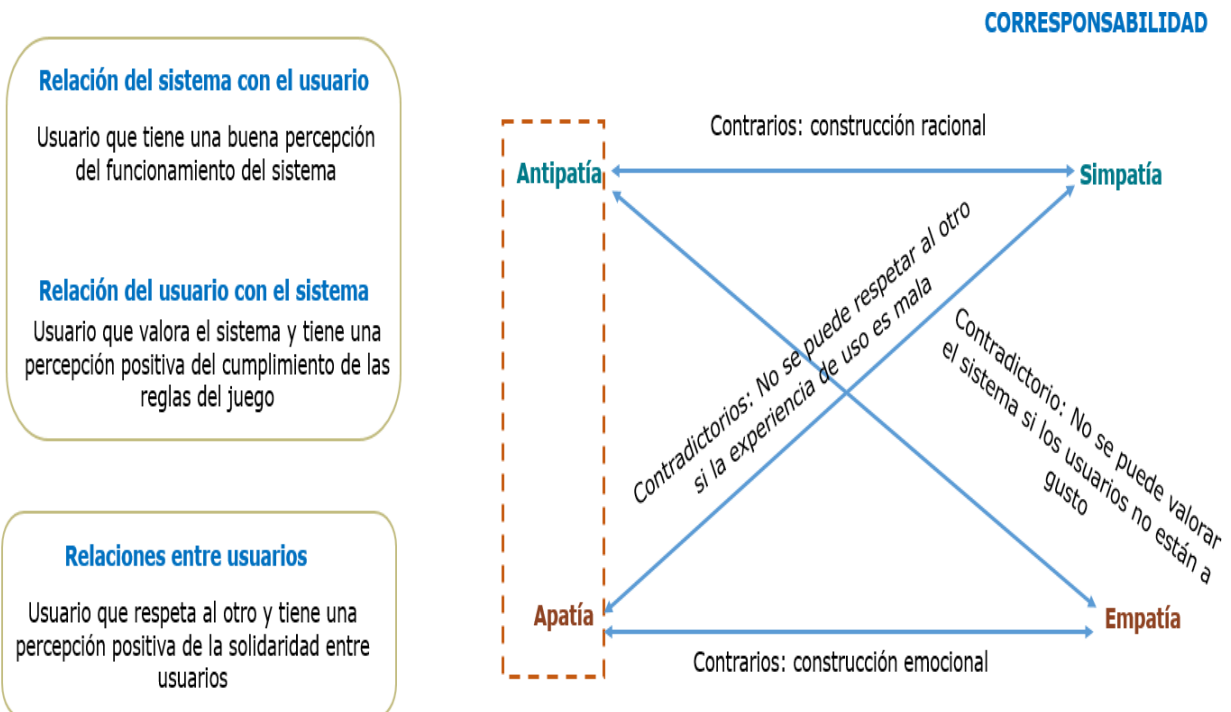 CORRESPONSABILIDAD
Relación del sistema con el usuario
Usuario que tiene una buena percepción
del funcionamiento del sistema
Relación del usuario con el sistema
Usuario que valora el sistema y tiene una
percepción positiva del cumplimiento de las
reglas del juego
Relaciones entre usuarios
Usuario que respeta al otro y tiene una
percepción positiva de la solidaridad entre
usuarios
Contrarios: construcción racional
Antipatía
Simpatía
Contradictorios: No se puede respetar al otro
si la experiencia de uso es mala
Contradictorio: No se puede valorar
el sistema si los usuarios no están a
gusto
Apatía
Empatía
Contrarios: construcción emocional